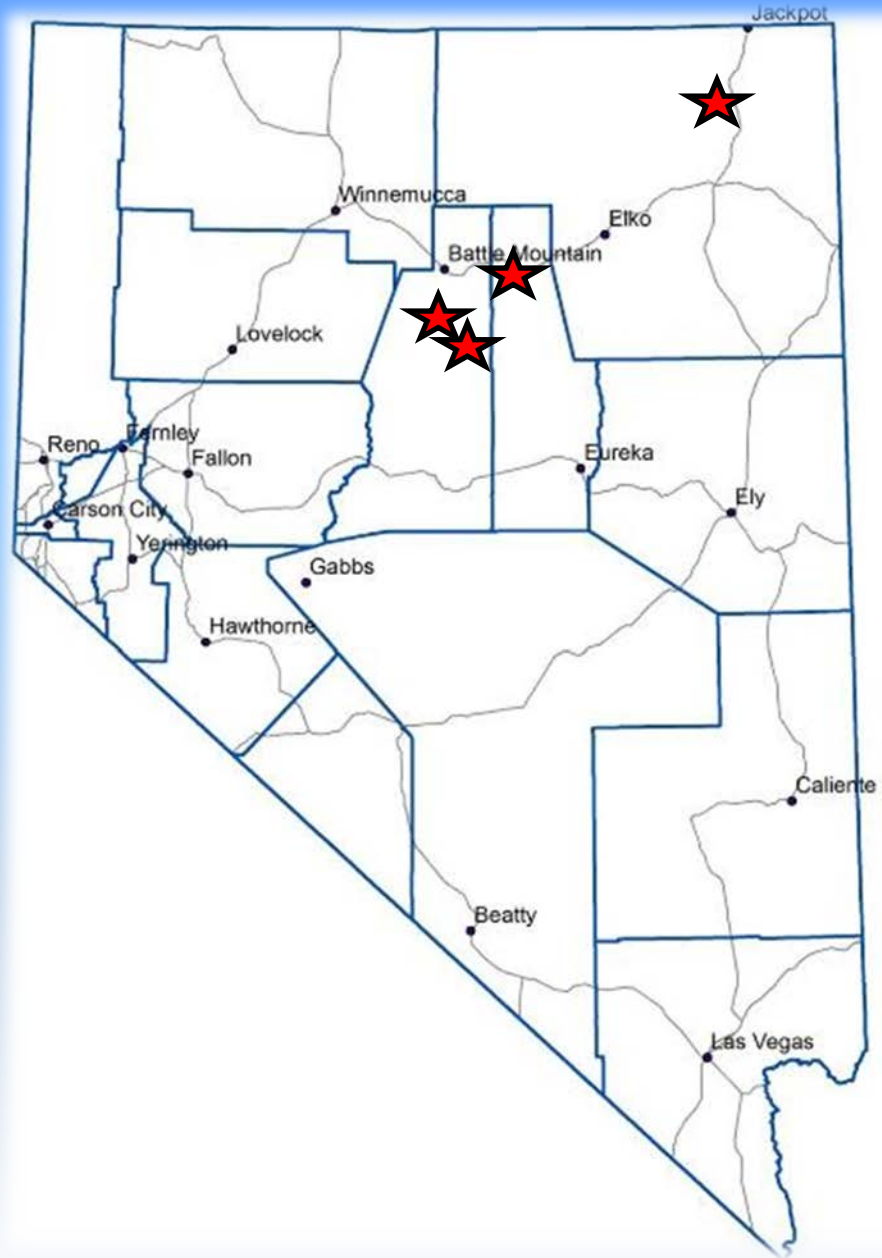 Jackpot
Winnemucca
Elko
Battle Mountain
Lovelock
Reno
Fernley
Fallon
Eureka
Ely
Carson City
Yerington
Gabbs
Hawthorne
Caliente
Beatty
Las Vegas